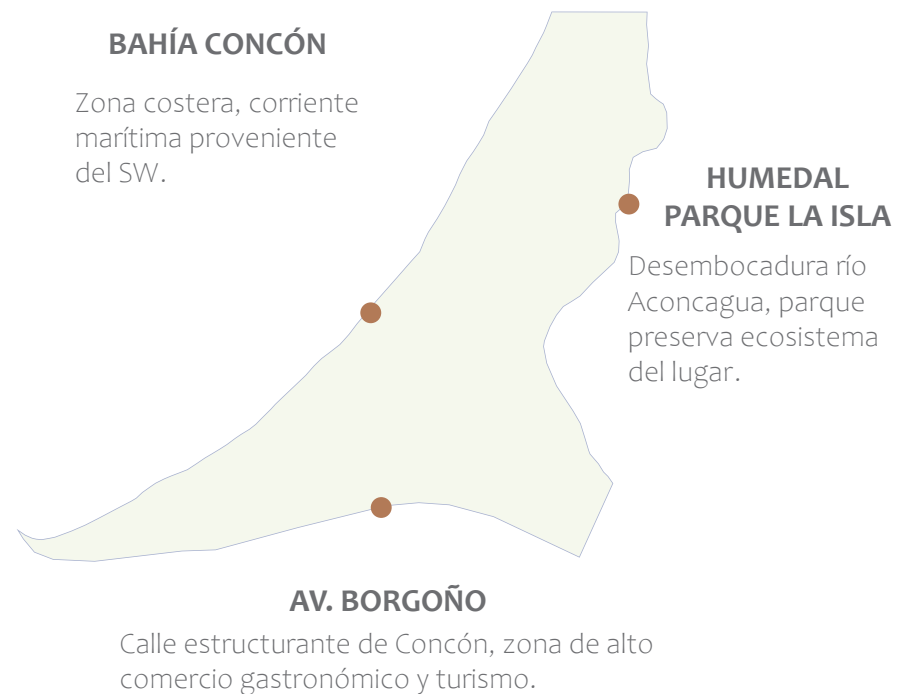 BAHÍA CONCÓN
Zona costera, corriente
marítima proveniente
del SW.
HUMEDAL
PARQUE LA ISLA
Desembocadura río
Aconcagua, parque
preserva ecosistema
del lugar.
AV. BORGOÑO
Calle estructurante de Concón, zona de alto
comercio gastronómico y turismo.